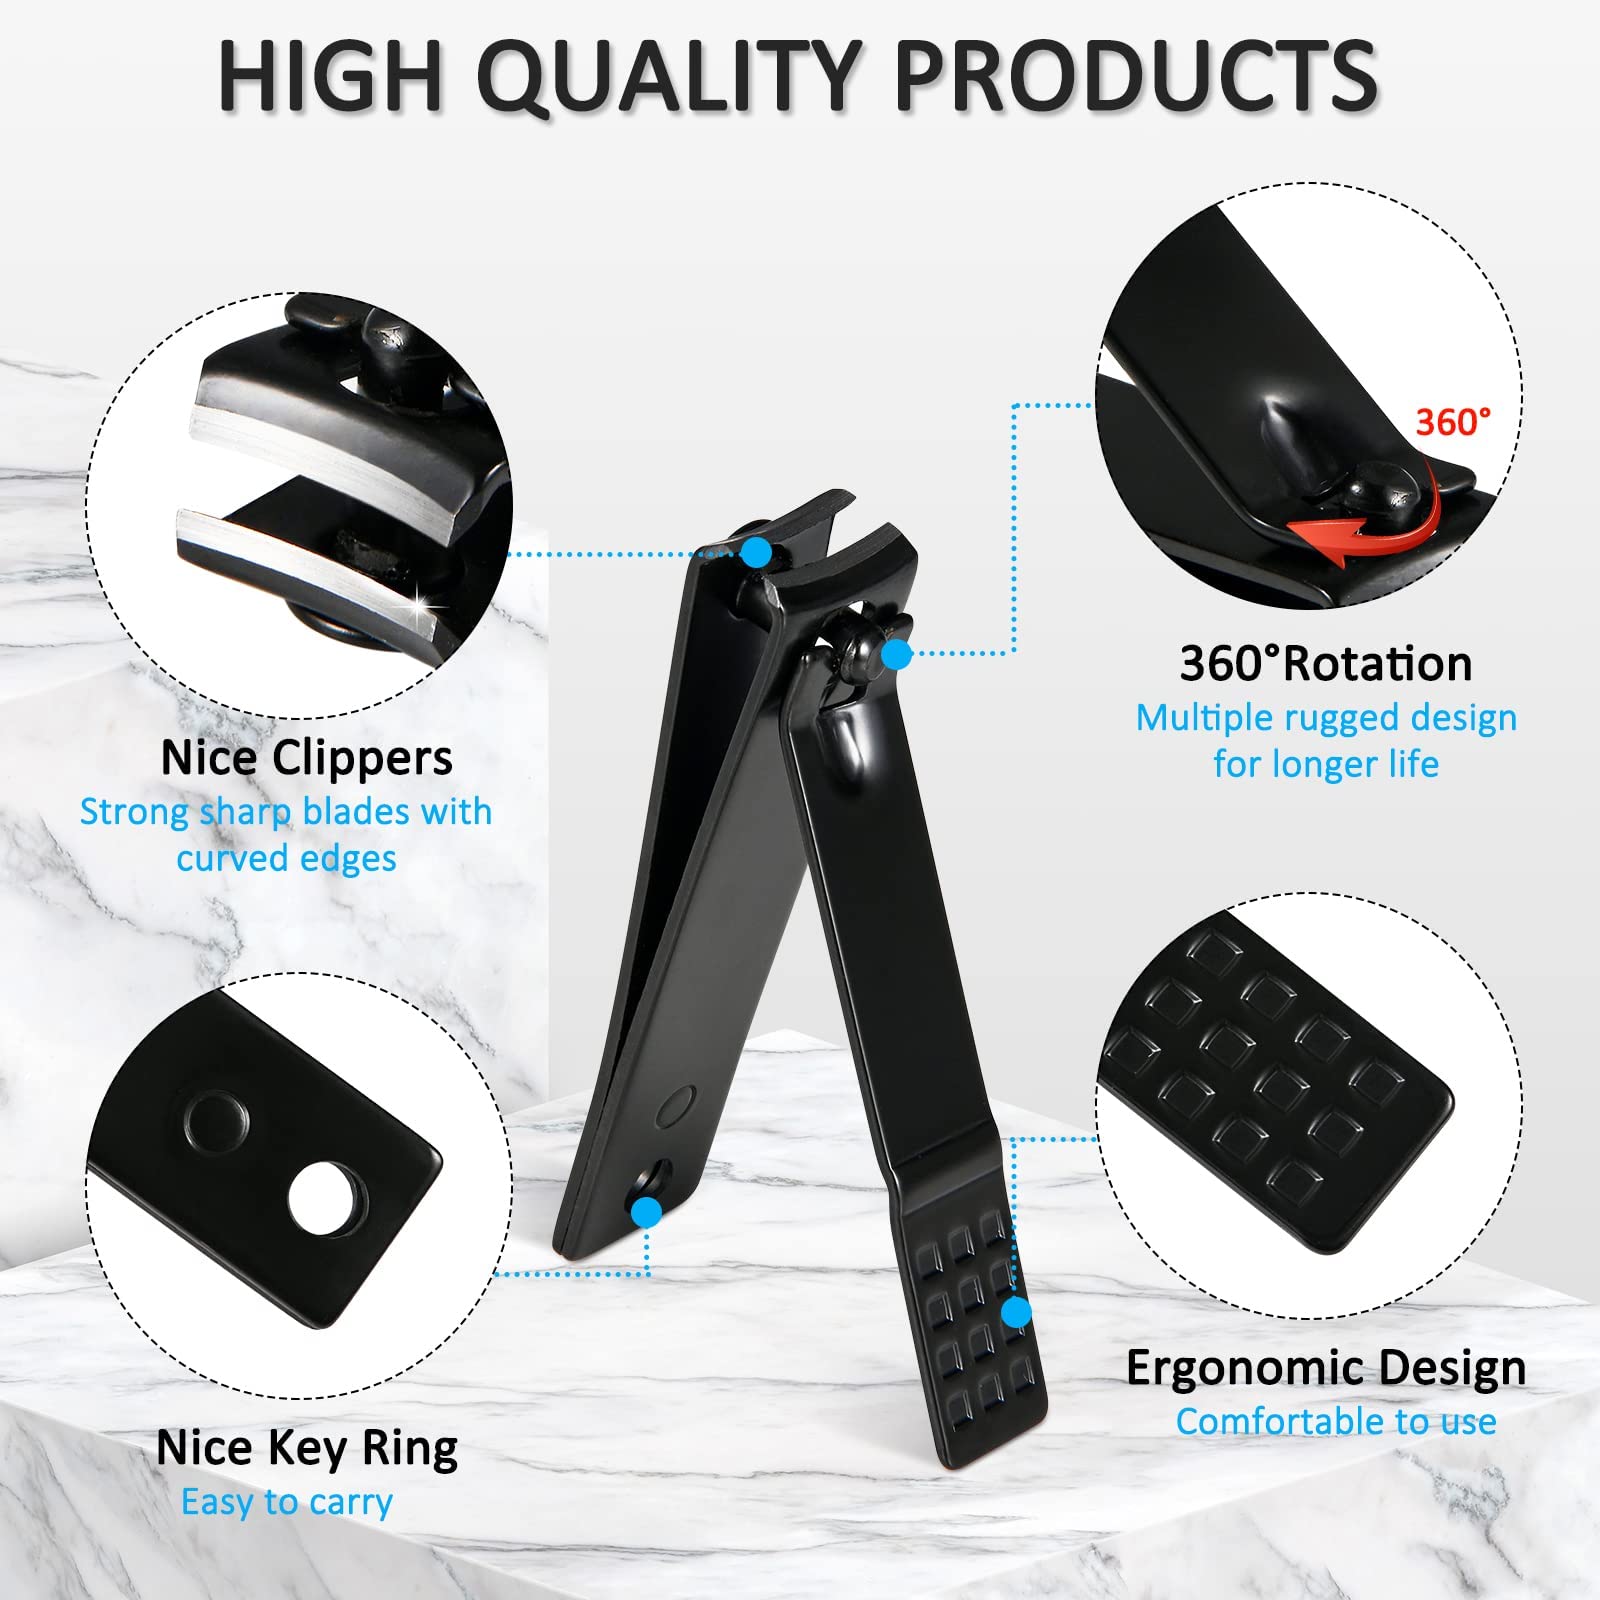 HIGH QUALITY PRODUCTS
360°
360°Rotation
Multiple rugged design
for longer life
Nice Clippers
Strong sharp blades with
curved edges
Ergonomic Design
Comfortable to use
Nice Key Ring
Easy to carry